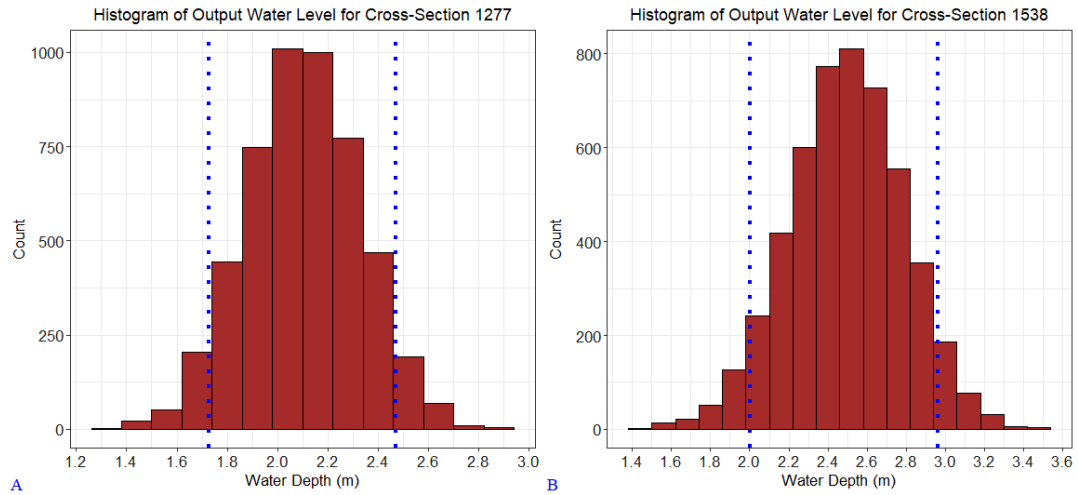 Histogram of Output Water Level for Cross-Section 1277
Count
1000
750
500
250
0
1.2 1.4 1.6 1.8 2.0 2.2 2.4 2.6 2.8 3.0
Water Depth (m)
A
Histogram of Output Water Level for Cross-Section 1538
Count
800
600
400
200
0
1.4 1.6 1.8 2.0 2.2 2.4 2.6 2.8 3.0 3.2 3.4 3.6
Water Depth (m)
B